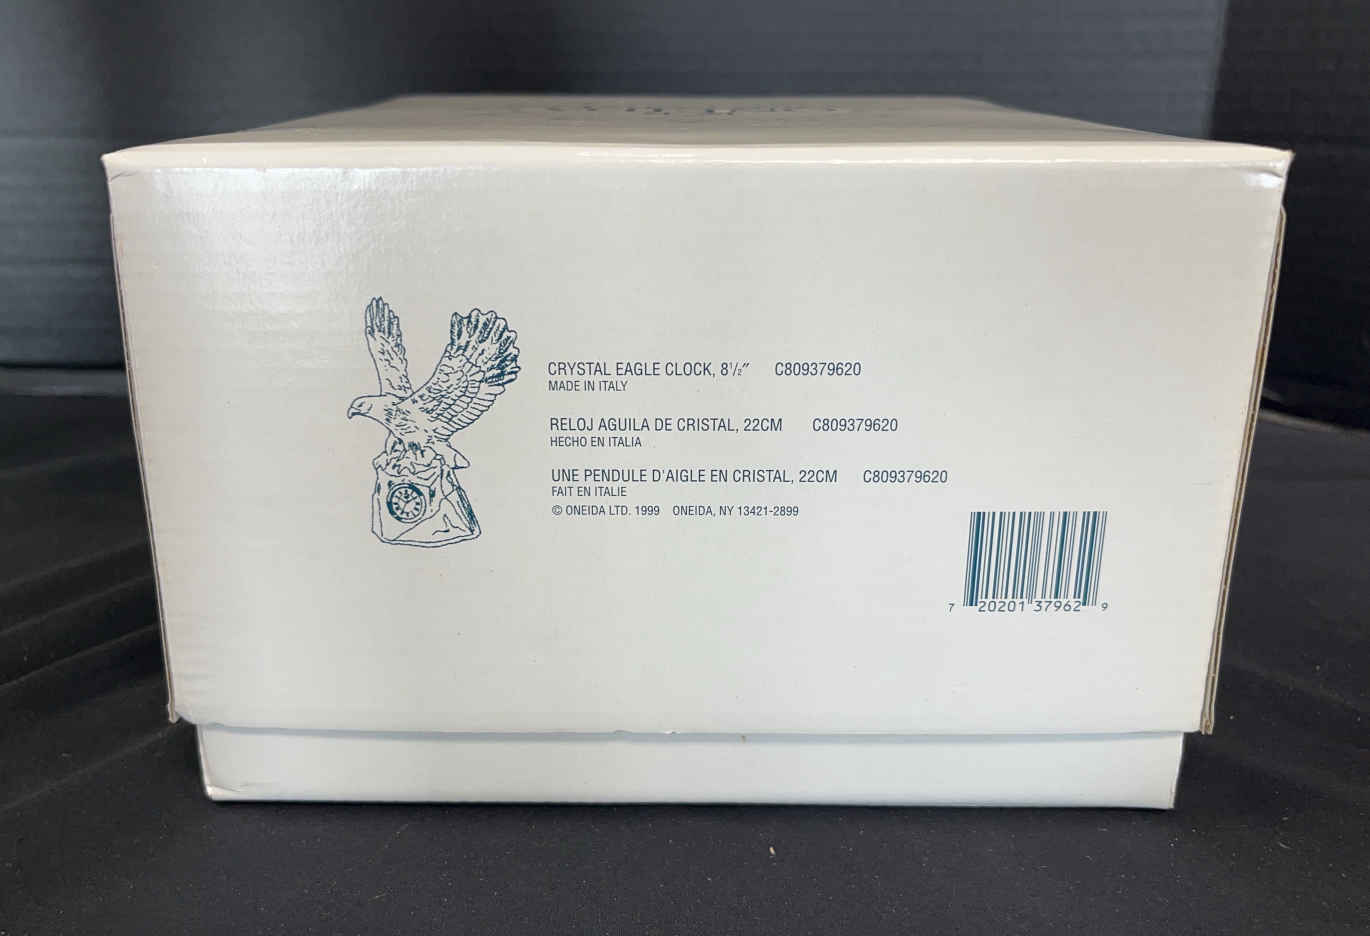 CRYSTAL EAGLE CLOCK, 8 1/2" C809379620
MADE IN ITALY
RELOJ AGUILA DE CRISTAL, 22CM C809379620
HECHO EN ITALIA
UNE PENDULE D'AIGLE EN CRISTAL, 22CM C809379620
FAIT EN ITALIE
© ONEIDA LTD. 1999 ONEIDA, NY 13421-2899
7 20201 37962 9